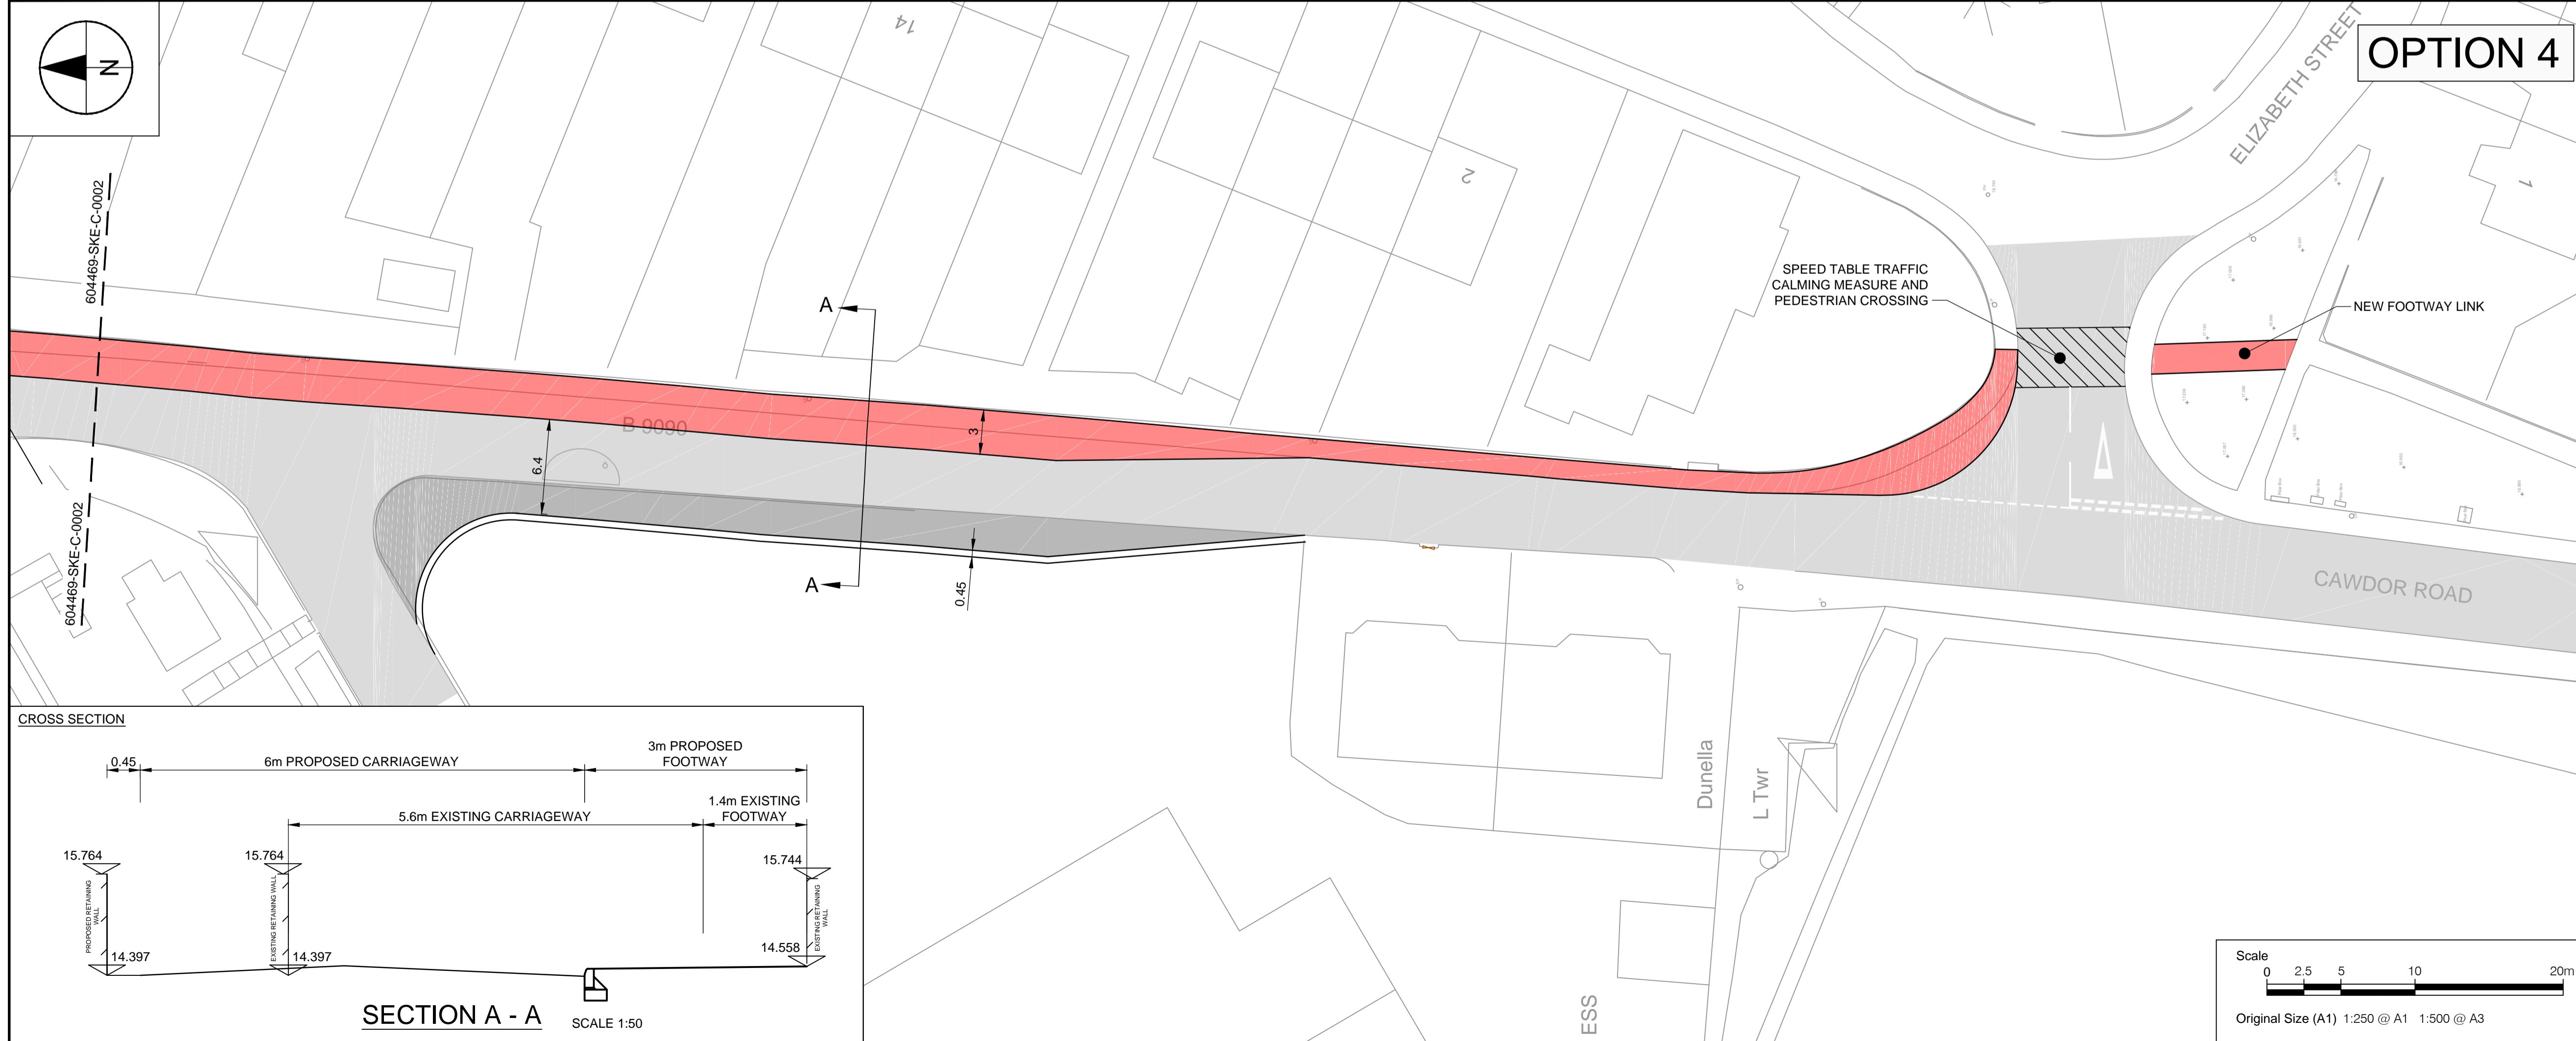 N
OPTION 4
14
2
1
ELIZABETH STREET
604469-SKE-C-0002
604469-SKE-C-0002
A
A
B 9090
6.4
3
0.45
SPEED TABLE TRAFFIC
CALMING MEASURE AND
PEDESTRIAN CROSSING
NEW FOOTWAY LINK
CAWDOR ROAD
Dunella
L Twr
ESS
CROSS SECTION
0.45
6m PROPOSED CARRIAGEWAY
3m PROPOSED
FOOTWAY
5.6m EXISTING CARRIAGEWAY
1.4m EXISTING
FOOTWAY
15.764
15.764
15.744
PROPOSED RETAINING
WALL
EXISTING RETAINING WALL
EXISTING RETAINING
WALL
14.397
14.397
14.558
SECTION A - A
SCALE 1:50
Scale
0 2.5 5 10 20m
Original Size (A1) 1:250 @ A1 1:500 @ A3